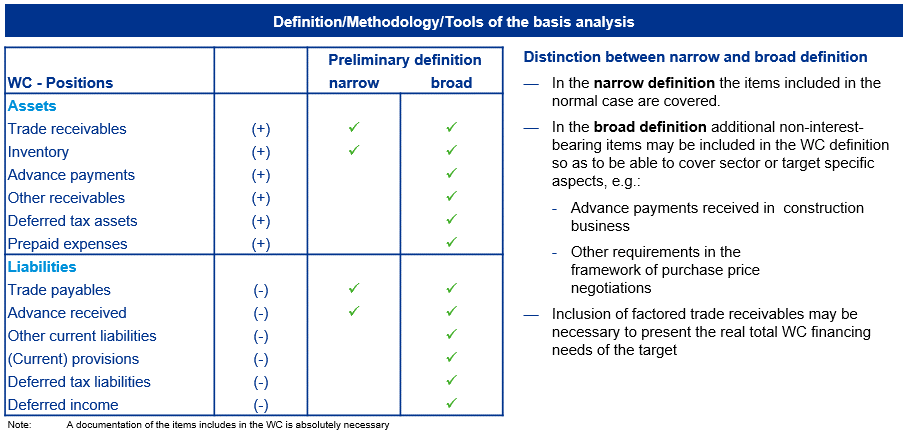 Definition/Methodology/Tools of the basis analysis
Preliminary definition
WC - Positions narrow broad
Assets
Trade receivables (+) ✓ ✓
Inventory (+) ✓ ✓
Advance payments (+) ✓
Other receivables (+) ✓
Deferred tax assets (+) ✓
Prepaid expenses (+) ✓
Liabilities
Trade payables (-) ✓ ✓
Advance received (-) ✓ ✓
Other current liabilities (-) ✓
(Current) provisions (-) ✓
Deferred tax liabilities (-) ✓
Deferred income (-) ✓
Note: A documentation of the items includes in the WC is absolutely necessary
Distinction between narrow and broad definition
— In the narrow definition the items included in the
normal case are covered.
— In the broad definition additional non-interest-
bearing items may be included in the WC definition
so as to be able to cover sector or target specific
aspects, e.g.:
- Advance payments received in construction
business
- Other requirements in the
framework of purchase price
negotiations
— Inclusion of factored trade receivables may be
necessary to present the real total WC financing
needs of the target